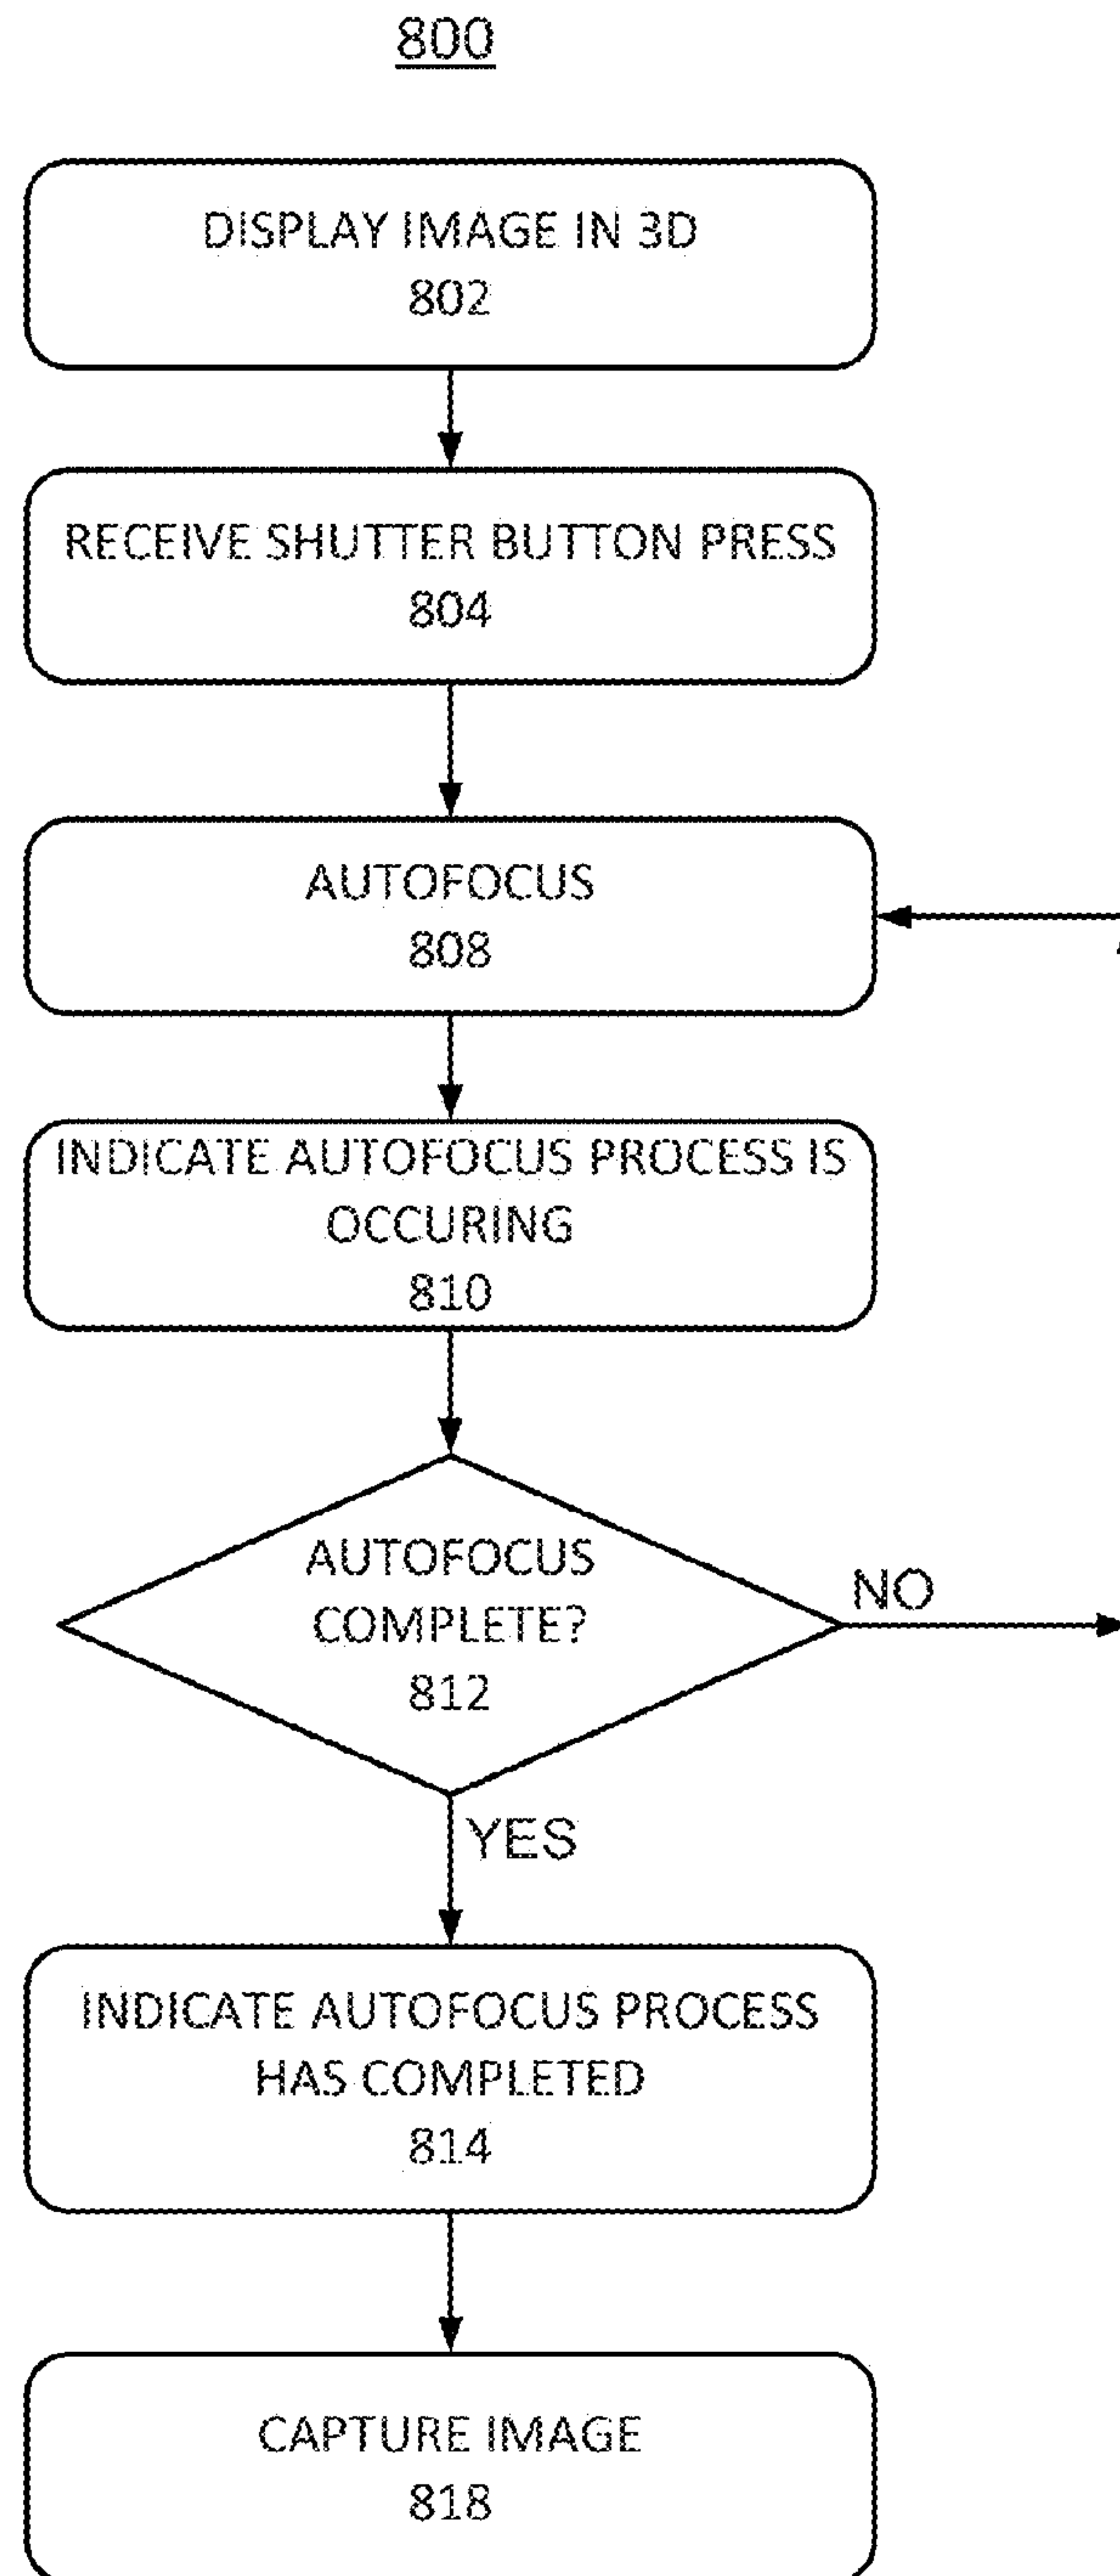 800
DISPLAY IMAGE IN 3D
802
RECEIVE SHUTTER BUTTON PRESS
804
AUTOFOCUS
808
INDICATE AUTOFOCUS PROCESS IS
OCCURING
810
AUTOFOCUS
COMPLETE?
812
NO
YES
INDICATE AUTOFOCUS PROCESS
HAS COMPLETED
814
CAPTURE IMAGE
818